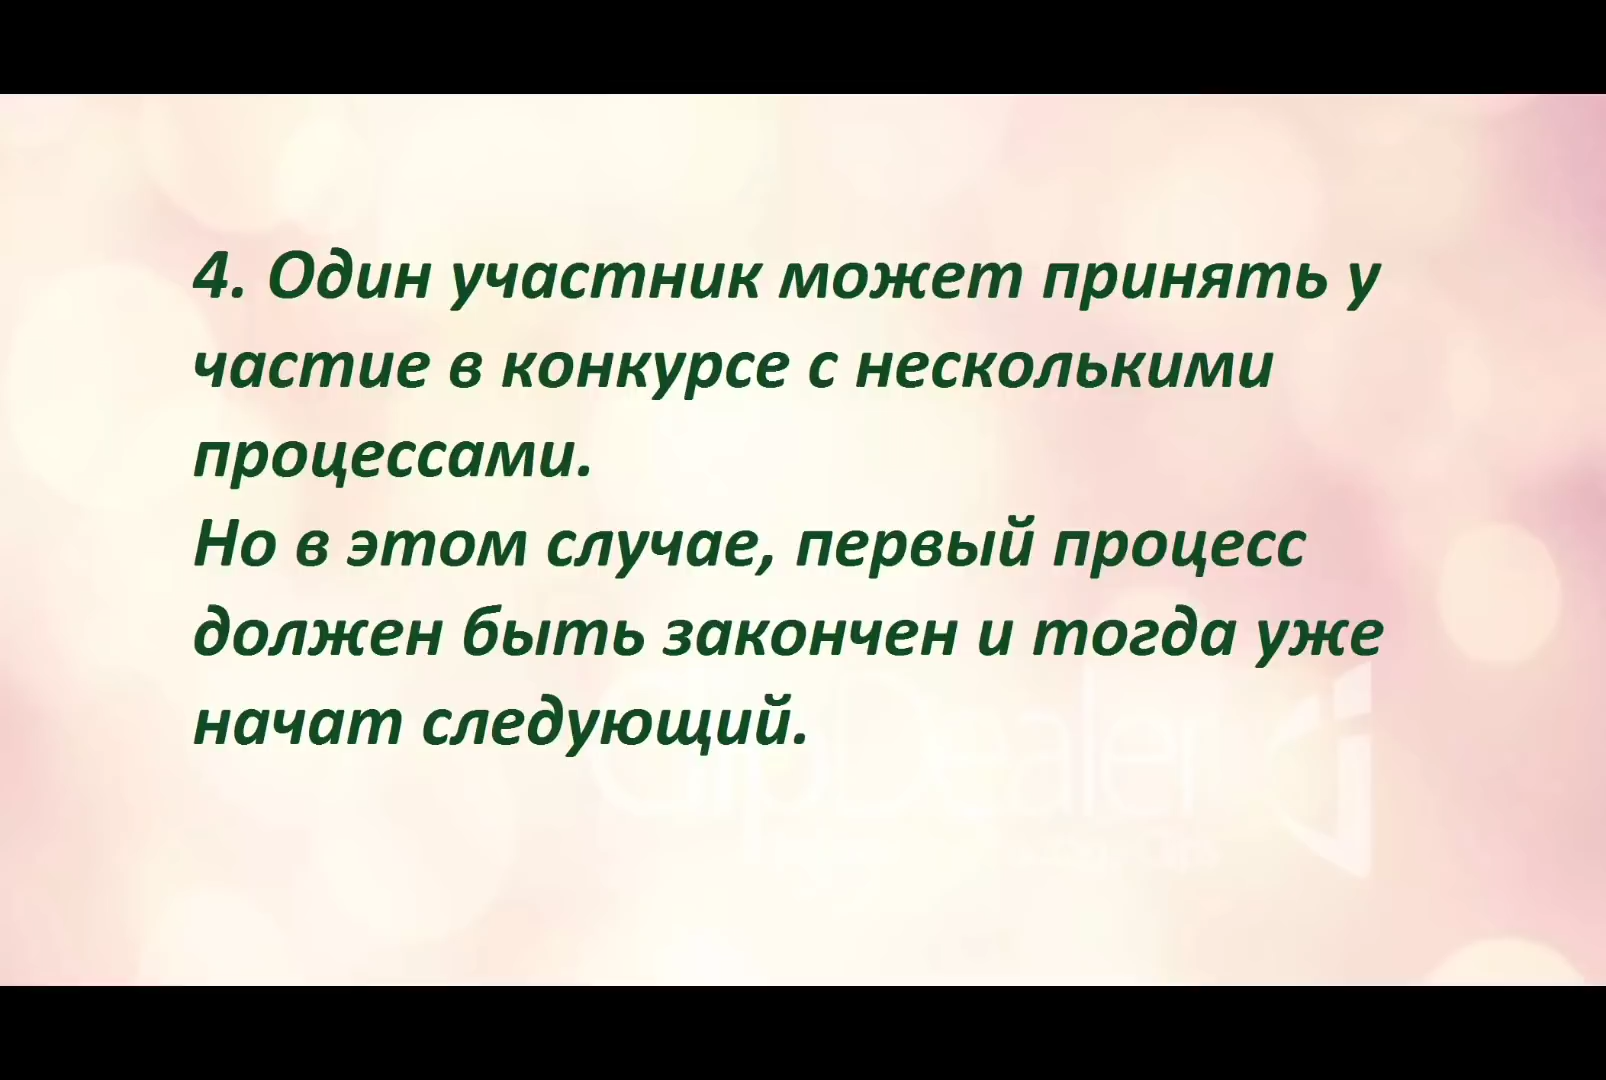 4. Один участник может принять у
частие в конкурсе с несколькими
процессами.
Но в этом случае, первый процесс
должен быть закончен и тогда уже
начат следующий.
ClipDealer